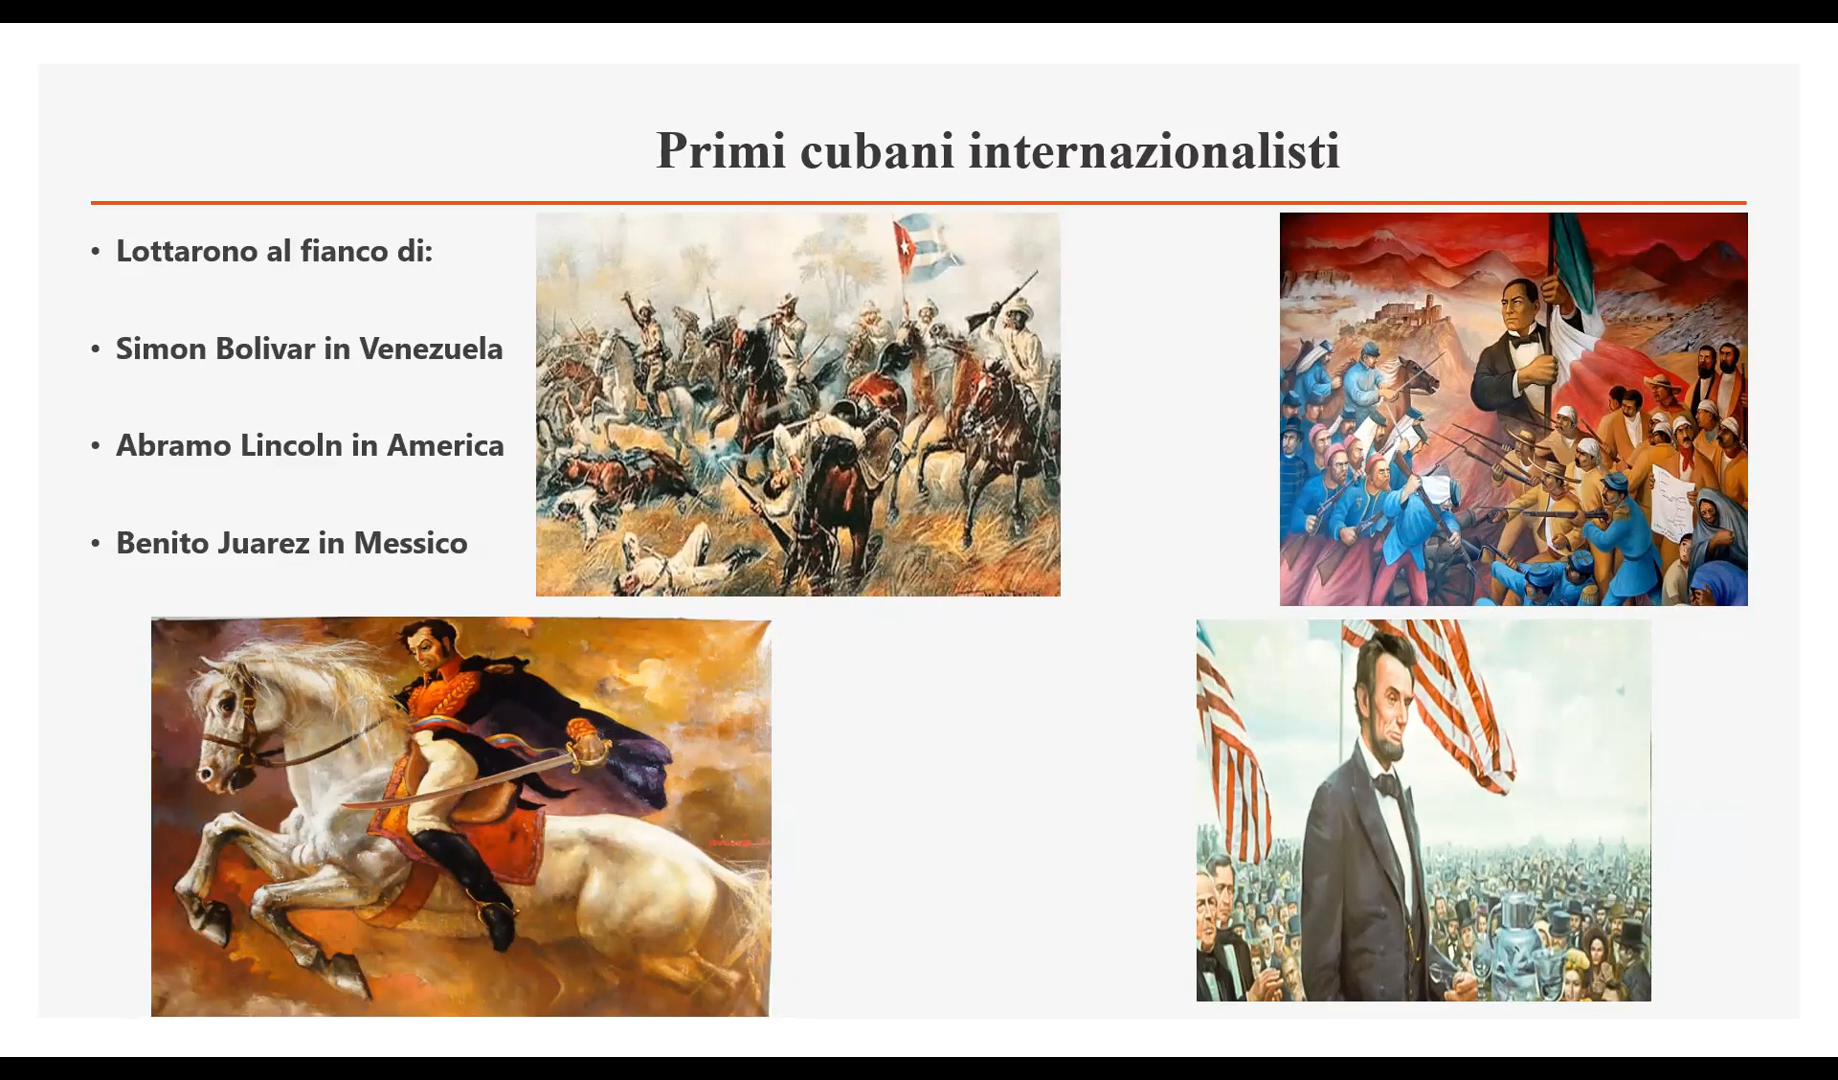 Primi cubani internazionalisti
• Lottarono al fianco di:
• Simon Bolivar in Venezuela
• Abramo Lincoln in America
• Benito Juarez in Messico